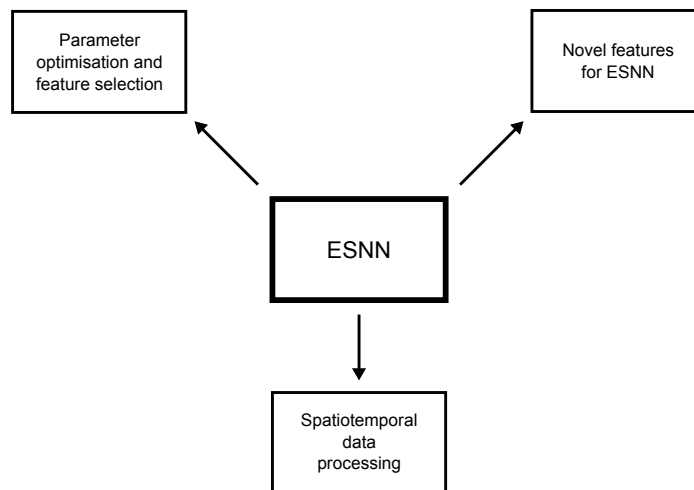 Parameter
optimisation and
feature selection
Novel features
for ESNN
ESNN
Spatiotemporal
data
processing